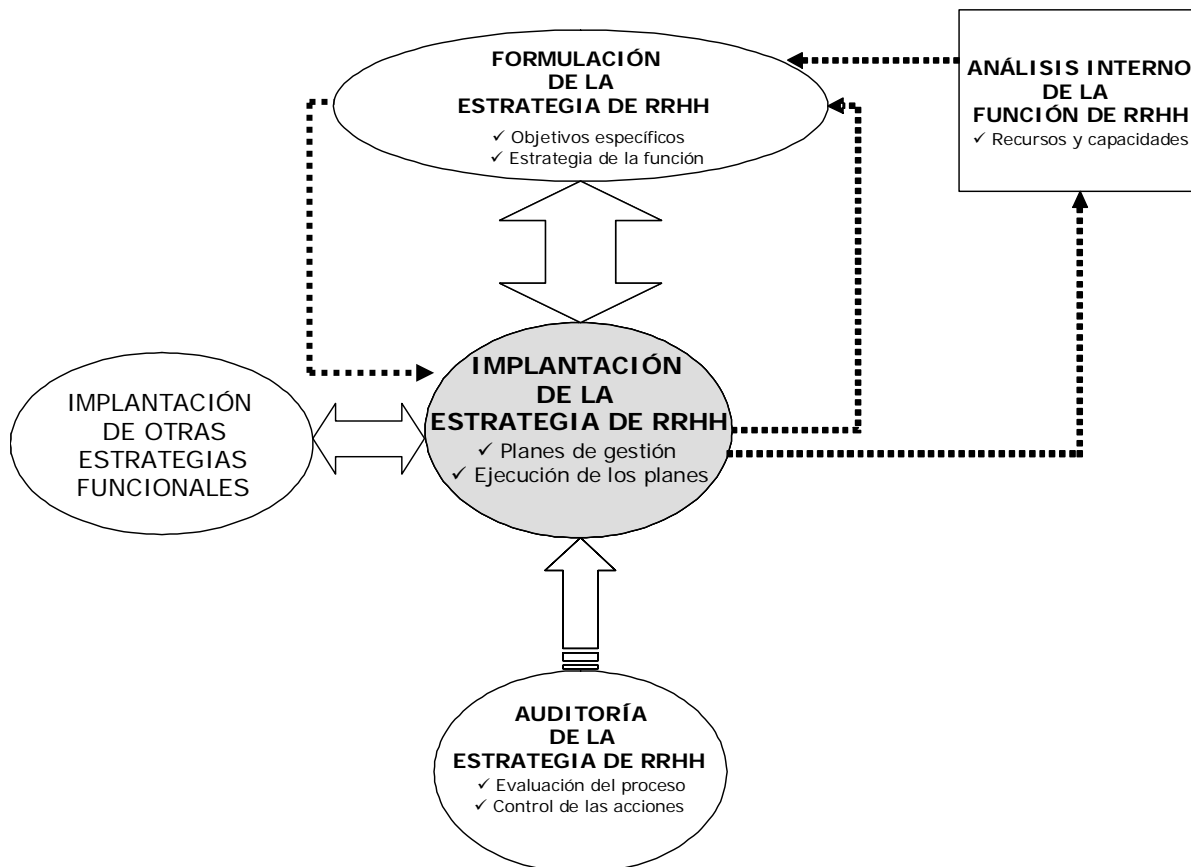 FORMULACIÓN
DE LA
ESTRATEGIA DE RRHH
✓ Objetivos específicos
✓ Estrategia de la función
ANÁLISIS INTERNO
DE LA
FUNCIÓN DE RRHH
✓ Recursos y capacidades
IMPLANTACIÓN
DE LA
ESTRATEGIA DE RRHH
✓ Planes de gestión
✓ Ejecución de los planes
IMPLANTACIÓN
DE OTRAS
ESTRATEGIAS
FUNCIONALES
AUDITORÍA
DE LA
ESTRATEGIA DE RRHH
✓ Evaluación del proceso
✓ Control de las acciones